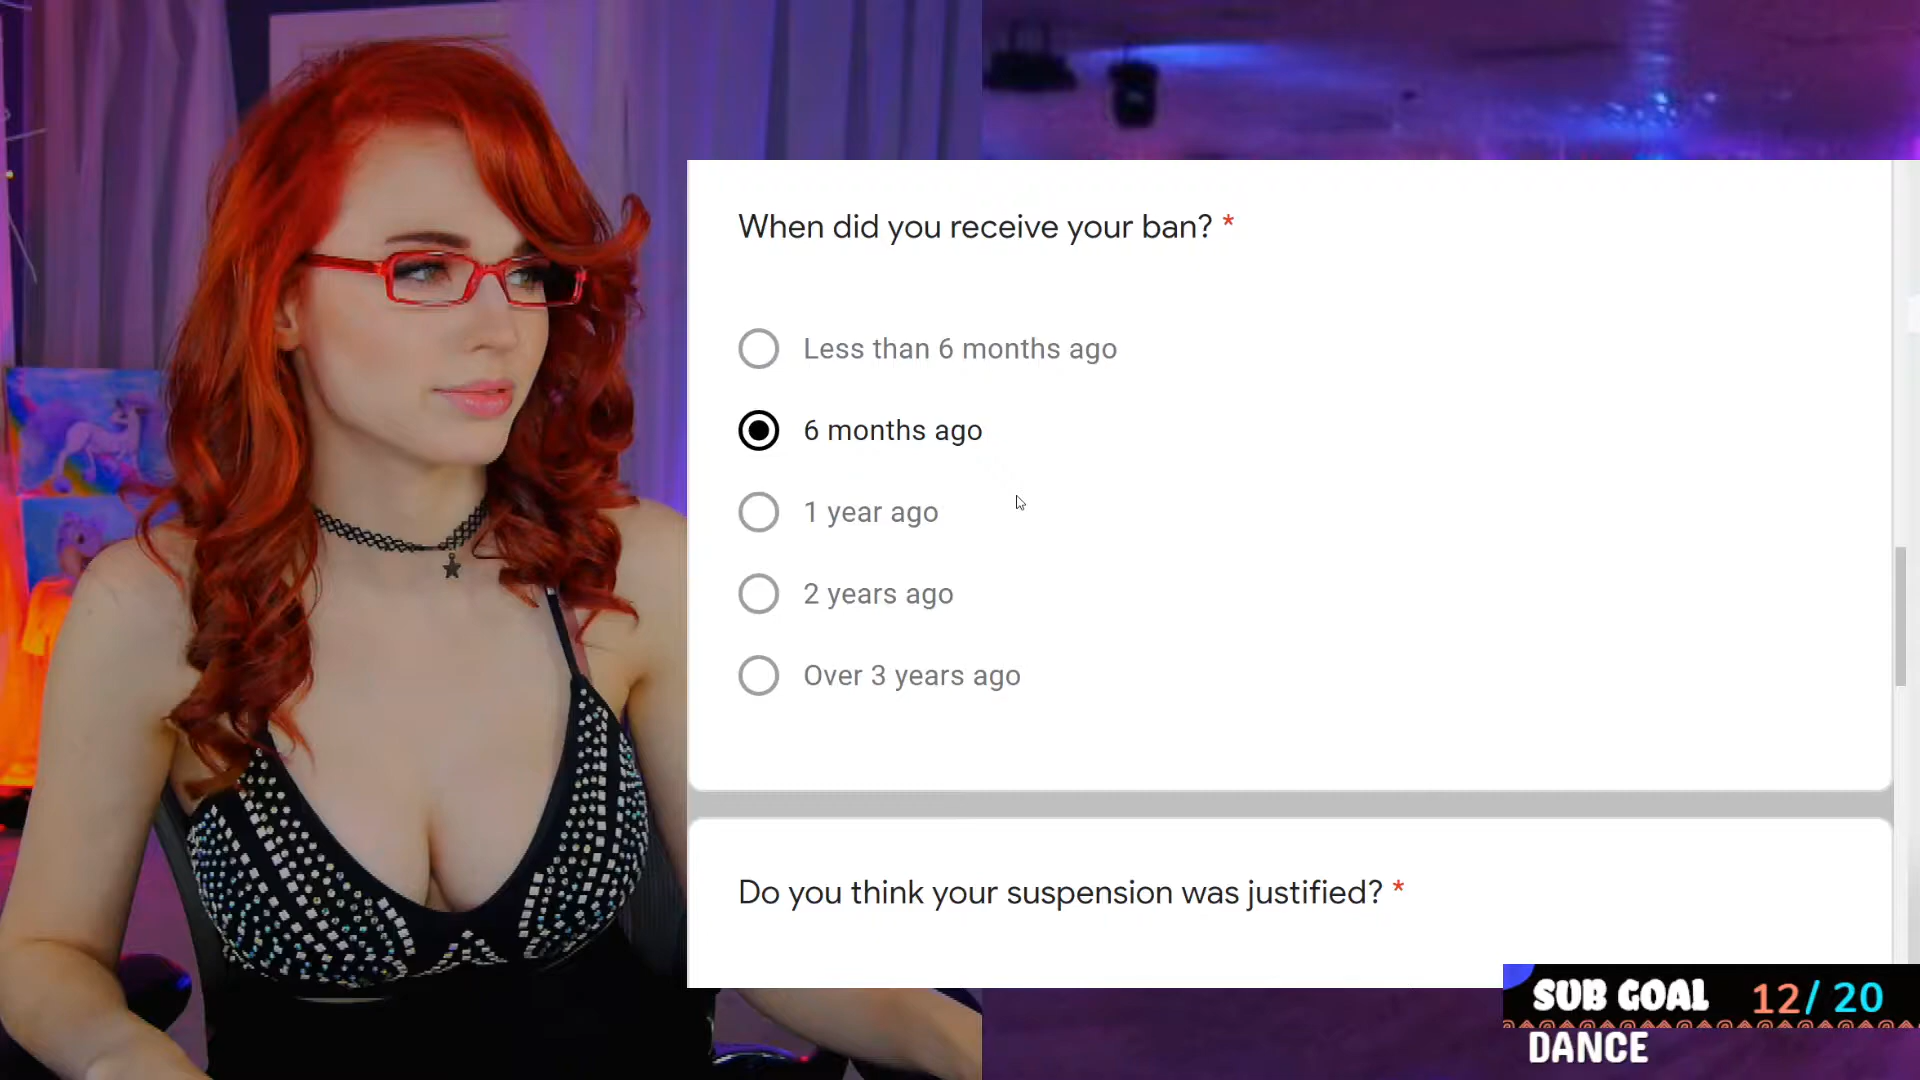 When did you receive your ban? *
Less than 6 months ago
6 months ago
1 year ago
2 years ago
Over 3 years ago
Do you think your suspension was justified? *
SUB GOAL 12/ 20
DANCE